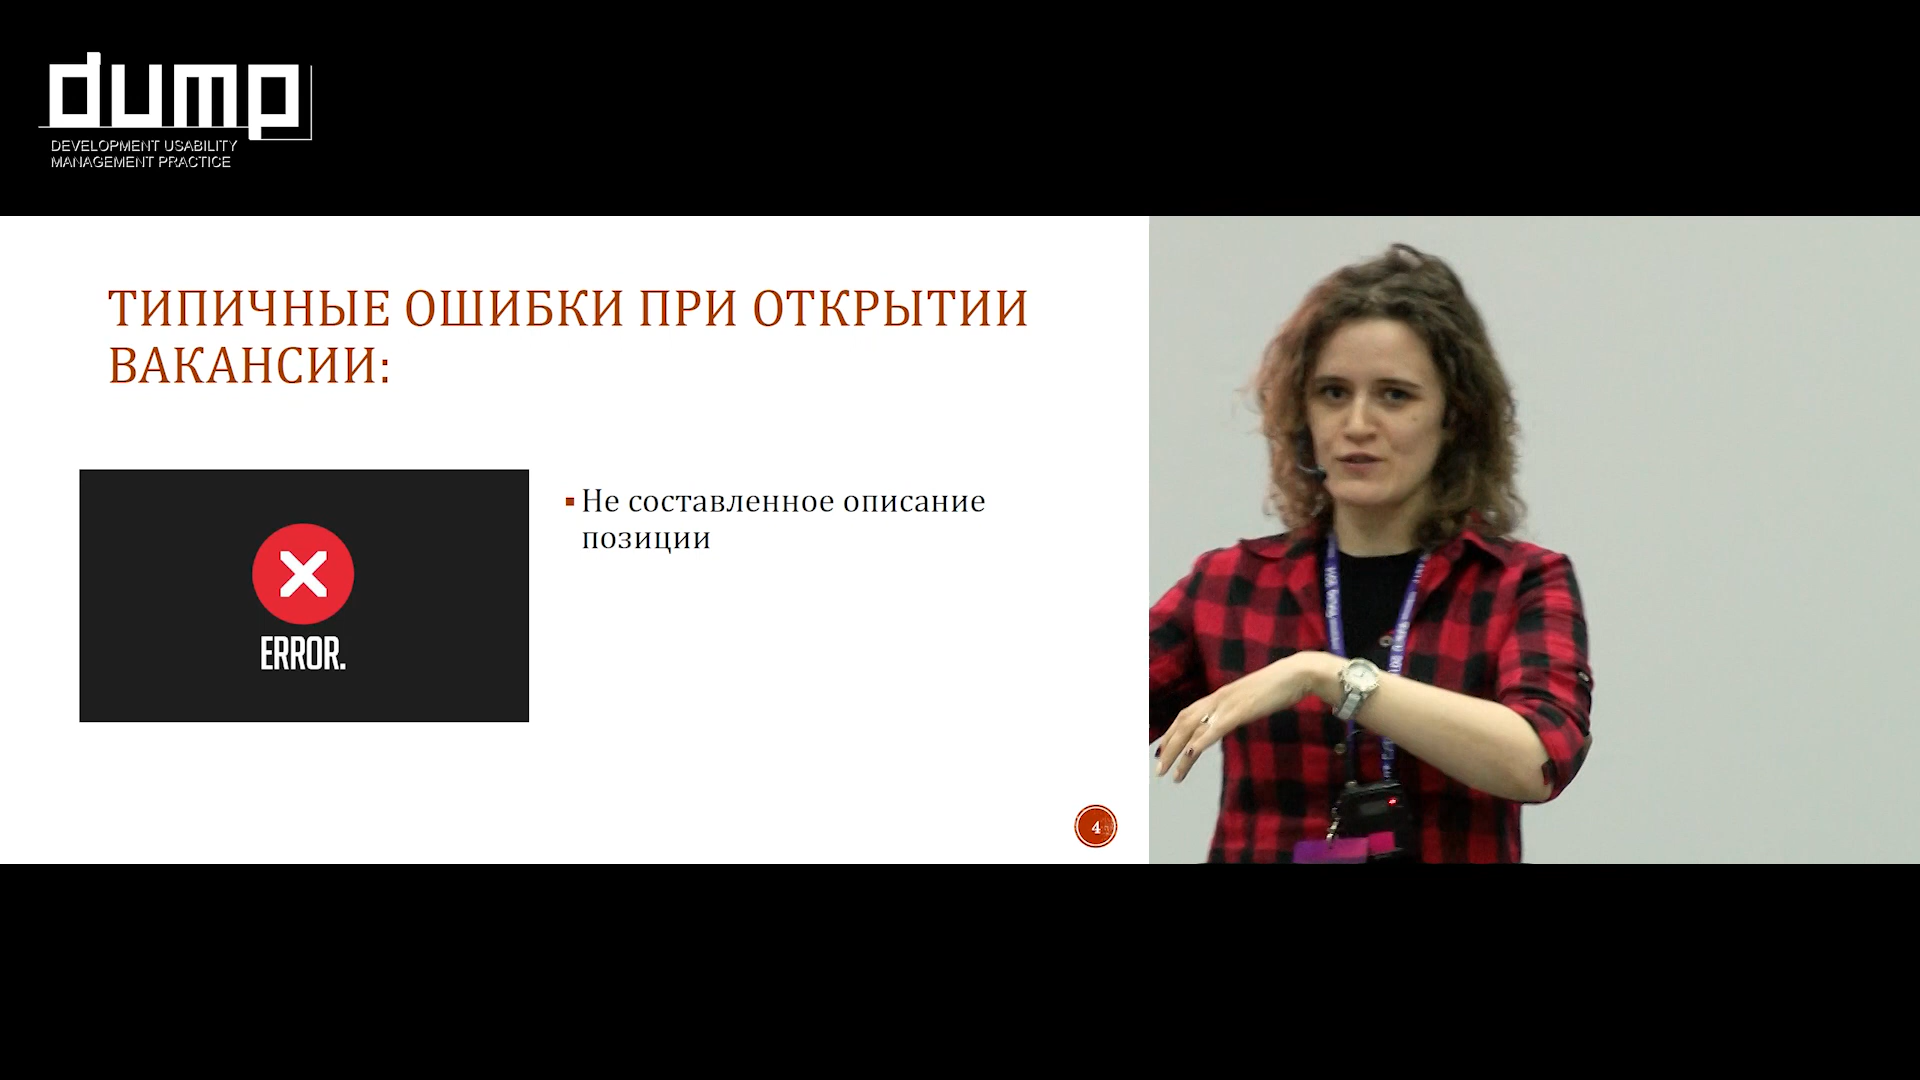 dump
DEVELOPMENT USABILITY
MANAGEMENT PRACTICE
ТИПИЧНЫЕ ОШИБКИ ПРИ ОТКРЫТИИ
ВАКАНСИИ:
Не составленное описание
позиции
ERROR.
4